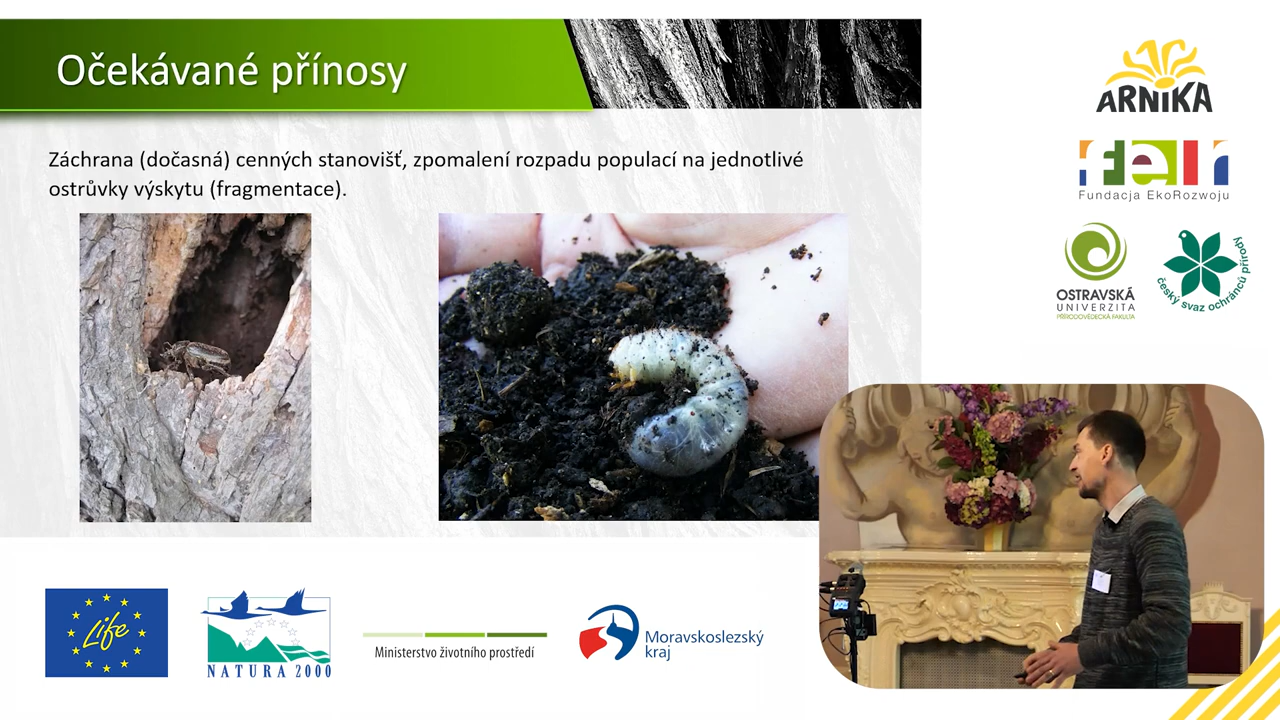 Očekávané přínosy
Záchrana (dočasná) cenných stanovišť, zpomalení rozpadu populací na jednotlivé
ostrůvky výskytu (fragmentace).
ARNIKA
feR
Fundacja EkoRozwoju
OSTRAVSKÁ
UNIVERZITA
PŘÍRODOVĚDECKÁ FAKULTA
český svaz ochránců přírody
Life
NATURA 2000
Ministerstvo životního prostředí
Moravskoslezský
kraj